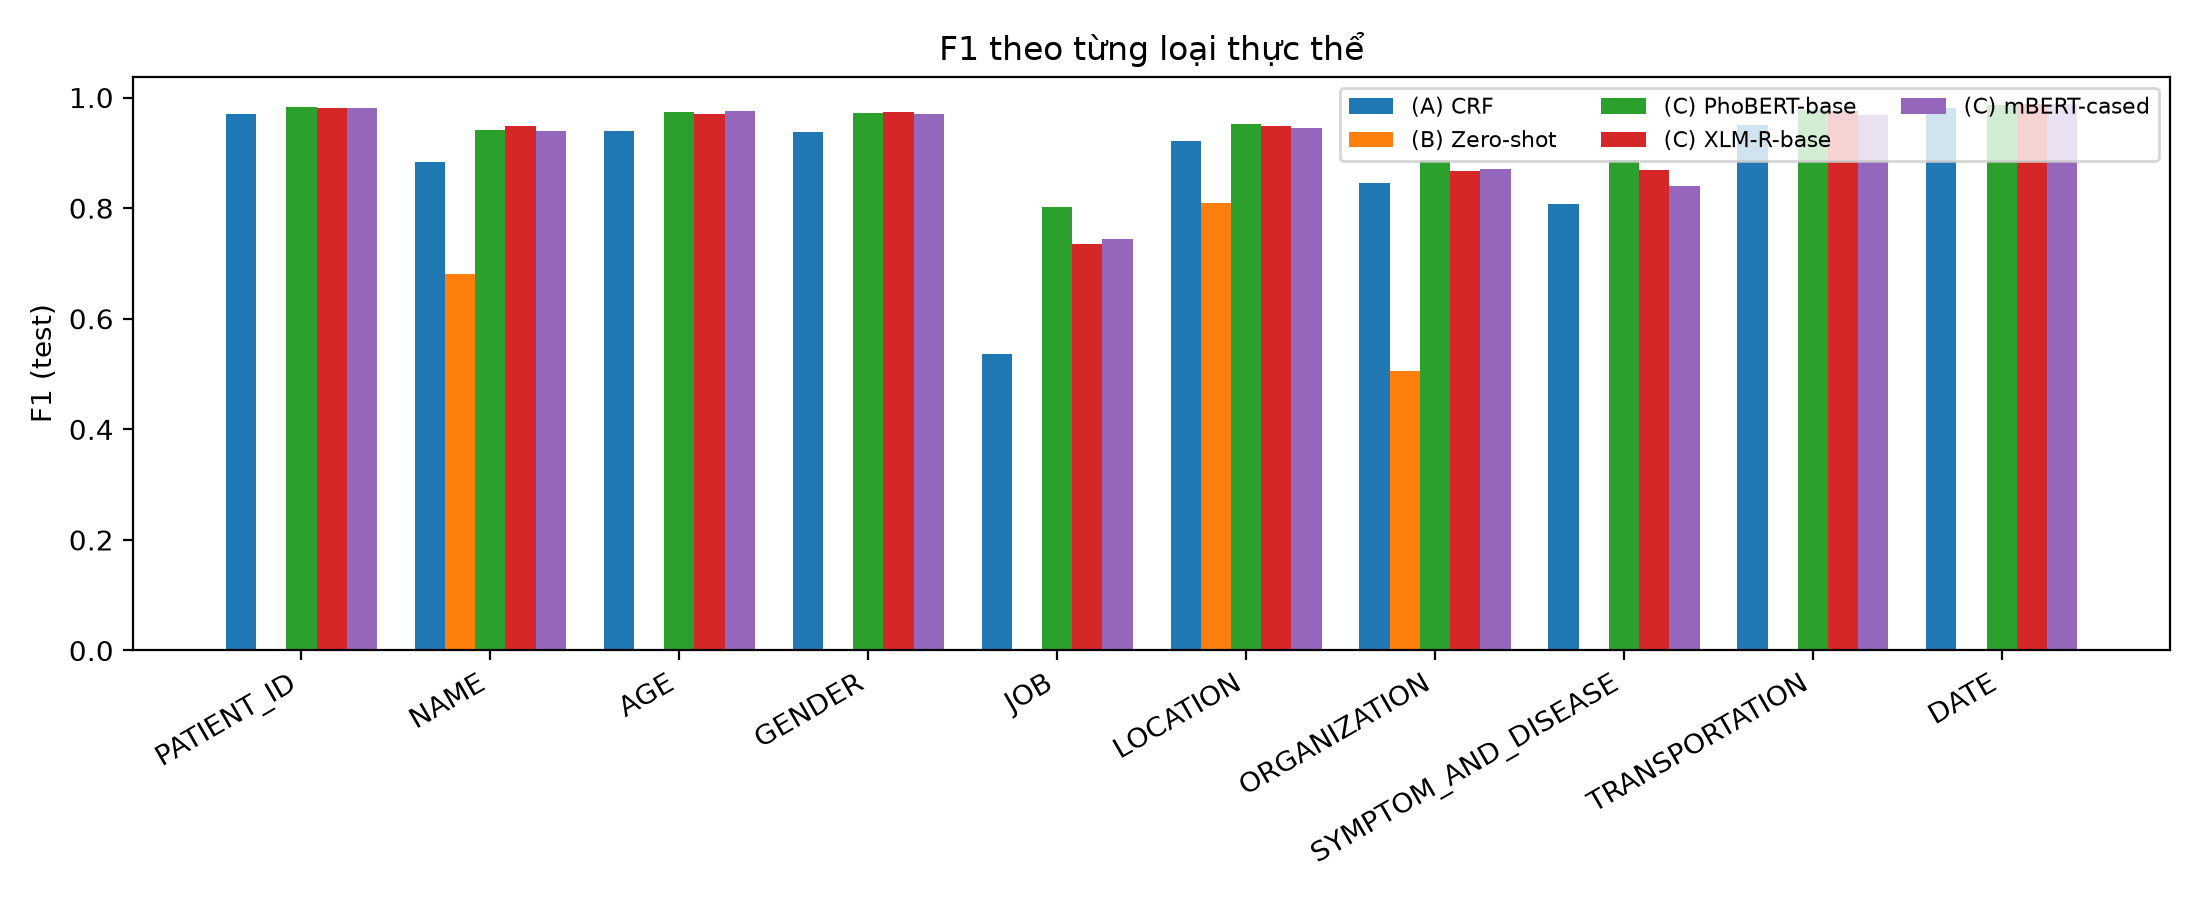 F1 theo từng loại thực thể
(A) CRF
(B) Zero-shot
(C) PhoBERT-base
(C) XLM-R-base
(C) mBERT-cased
F1 (test)
1.0
0.8
0.6
0.4
0.2
0.0
PATIENT_ID
NAME
AGE
GENDER
JOB
LOCATION
ORGANIZATION
SYMPTOM_AND_DISEASE
TRANSPORTATION
DATE